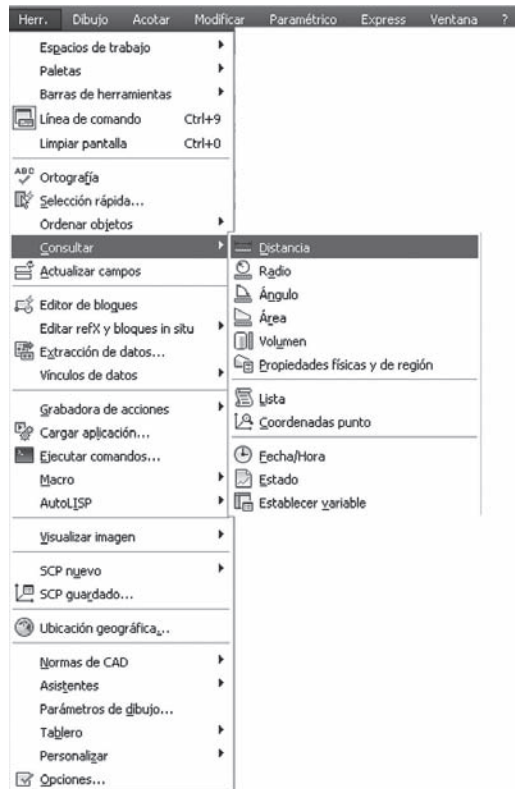 Herr. Dibujo Acotar Modificar Paramétrico Express Ventana ?
Espacios de trabajo
Paletas
Barras de herramientas
Línea de comando Ctrl+9
Limpiar pantalla Ctrl+0
ABC Ortografía
Selección rápida...
Ordenar objetos
Consultar
Actualizar campos
Editor de bloques
Editar refX y bloques in situ
Extracción de datos...
Vínculos de datos
Grabadora de acciones
Cargar aplicación...
Ejecutar comandos...
Macro
AutoLISP
Visualizar imagen
SCP nuevo
SCP guardado...
Ubicación geográfica...
Normas de CAD
Asistentes
Parámetros de dibujo...
Tablero
Personalizar
Opciones...
Distancia
Radio
Ángulo
Área
Volumen
Propiedades físicas y de región
Lista
Coordenadas punto
Fecha/Hora
Estado
Establecer variable